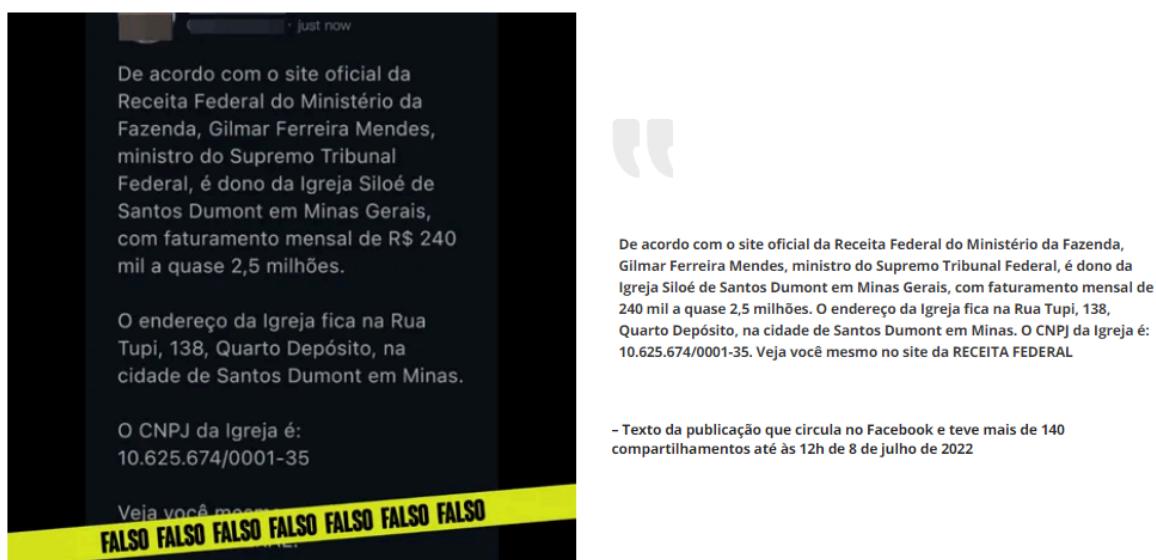 just now
De acordo com o site oficial da
Receita Federal do Ministério da
Fazenda, Gilmar Ferreira Mendes,
ministro do Supremo Tribunal
Federal, é dono da Igreja Siloé de
Santos Dumont em Minas Gerais,
com faturamento mensal de R$ 240
mil a quase 2,5 milhões.
O endereço da Igreja fica na Rua
Tupi, 138, Quarto Depósito, na
cidade de Santos Dumont em Minas.
O CNPJ da Igreja é:
10.625.674/0001-35
Veja você
FALSO FALSO FALSO FALSO FALSO FALSO FALSO
De acordo com o site oficial da Receita Federal do Ministério da Fazenda,
Gilmar Ferreira Mendes, ministro do Supremo Tribunal Federal, é dono da
Igreja Siloé de Santos Dumont em Minas Gerais, com faturamento mensal de
240 mil a quase 2,5 milhões. O endereço da Igreja fica na Rua Tupi, 138,
Quarto Depósito, na cidade de Santos Dumont em Minas. O CNPJ da Igreja é:
10.625.674/0001-35. Veja você mesmo no site da RECEITA FEDERAL
– Texto da publicação que circula no Facebook e teve mais de 140
compartilhamentos até às 12h de 8 de julho de 2022